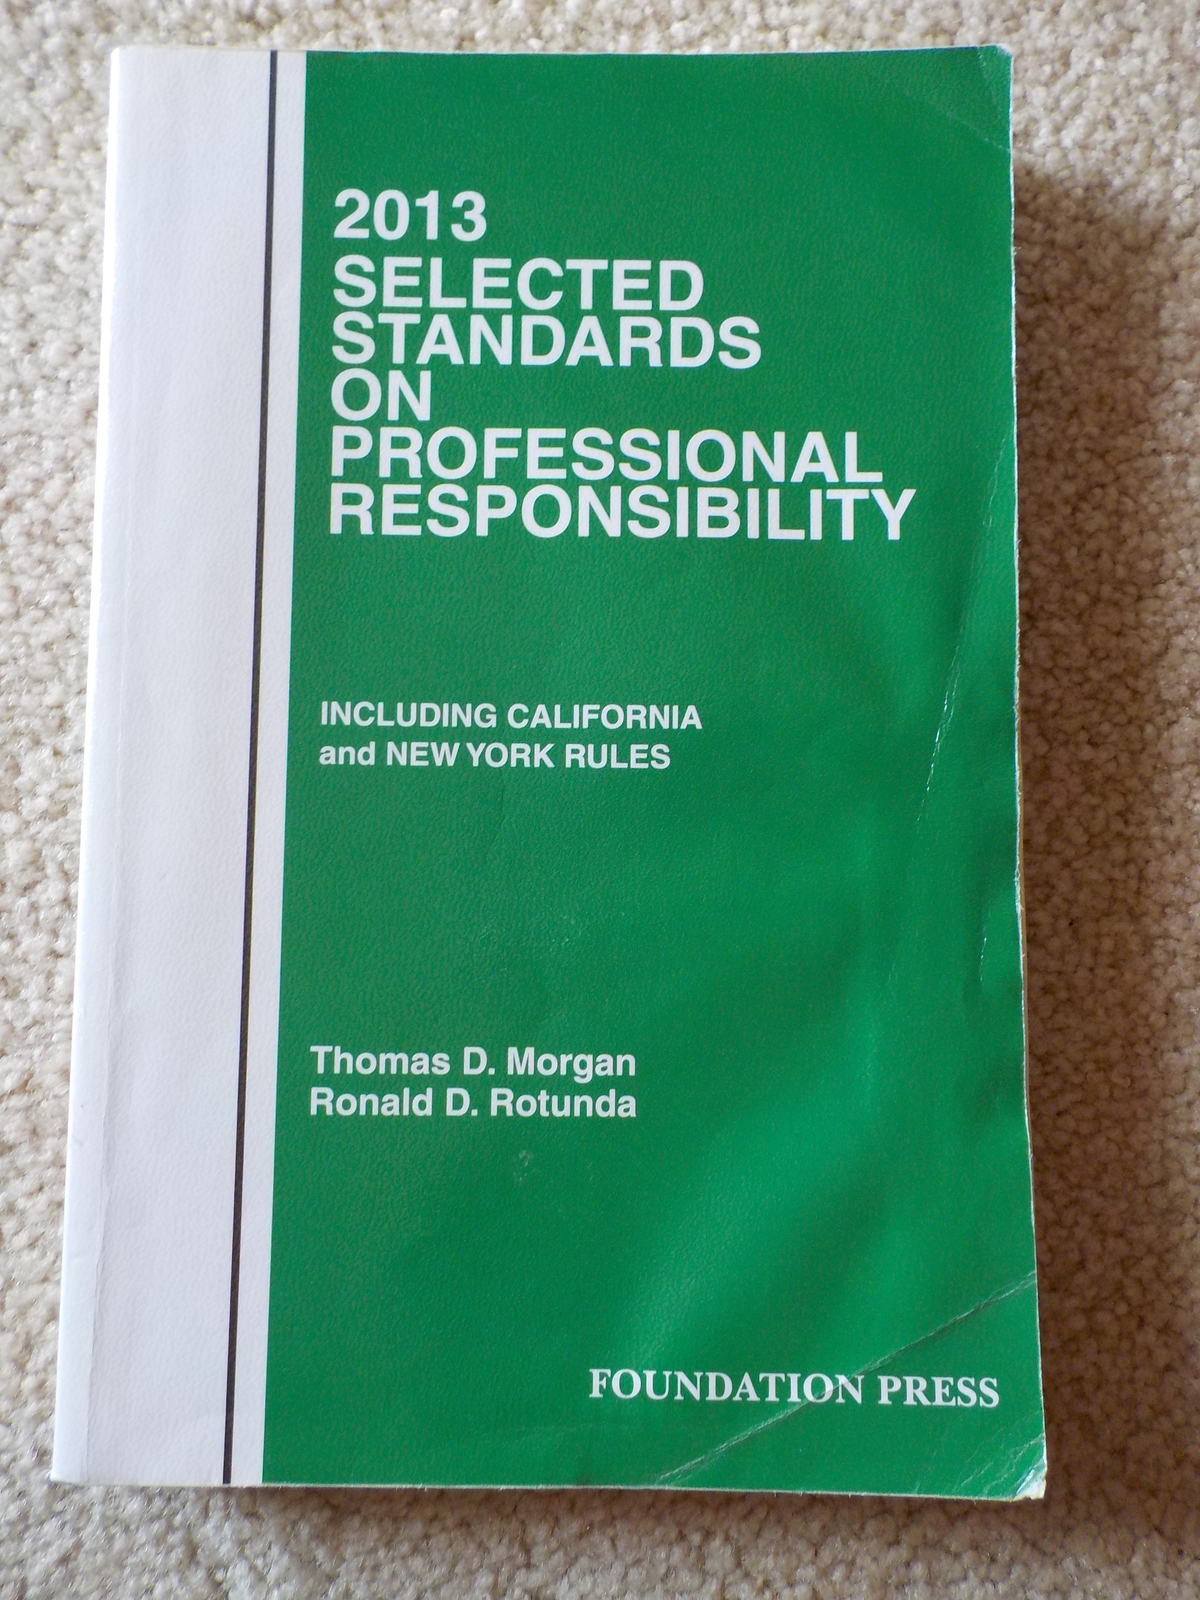 2013
SELECTED
STANDARDS
ON
PROFESSIONAL
RESPONSIBILITY
INCLUDING CALIFORNIA
and NEW YORK RULES
Thomas D. Morgan
Ronald D. Rotunda
FOUNDATION PRESS